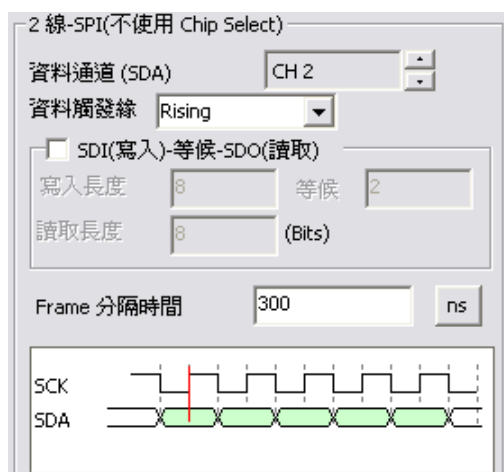 2 線-SPI(不使用 Chip Select)
資料通道 (SDA) CH 2
資料觸發緣 Rising
SDI(寫入)-等候-SDO(讀取)
寫入長度 8 等候 2
讀取長度 8 (Bits)
Frame 分隔時間 300 ns
SCK
SDA